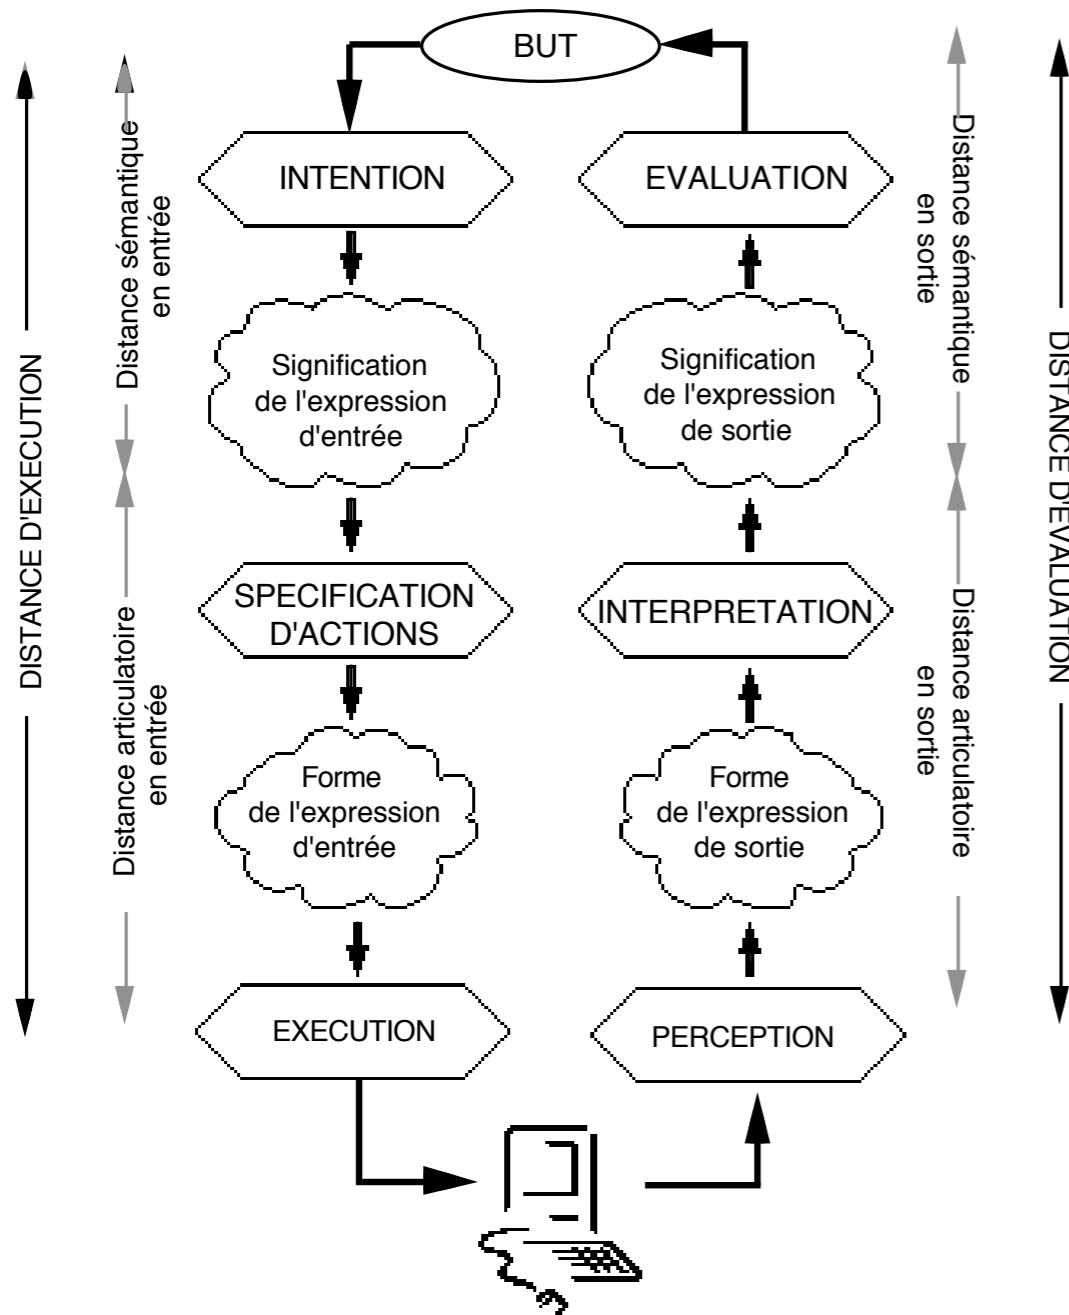 BUT
INTENTION
EVALUATION
Distance sémantique
en entrée
Distance sémantique
en sortie
Signification
de l'expression
d'entrée
Signification
de l'expression
de sortie
DISTANCE D'EXECUTION
DISTANCE D'EVALUATION
SPECIFICATION
D'ACTIONS
INTERPRETATION
Distance articulatoire
en entrée
Distance articulatoire
en sortie
Forme
de l'expression
d'entrée
Forme
de l'expression
de sortie
EXECUTION
PERCEPTION